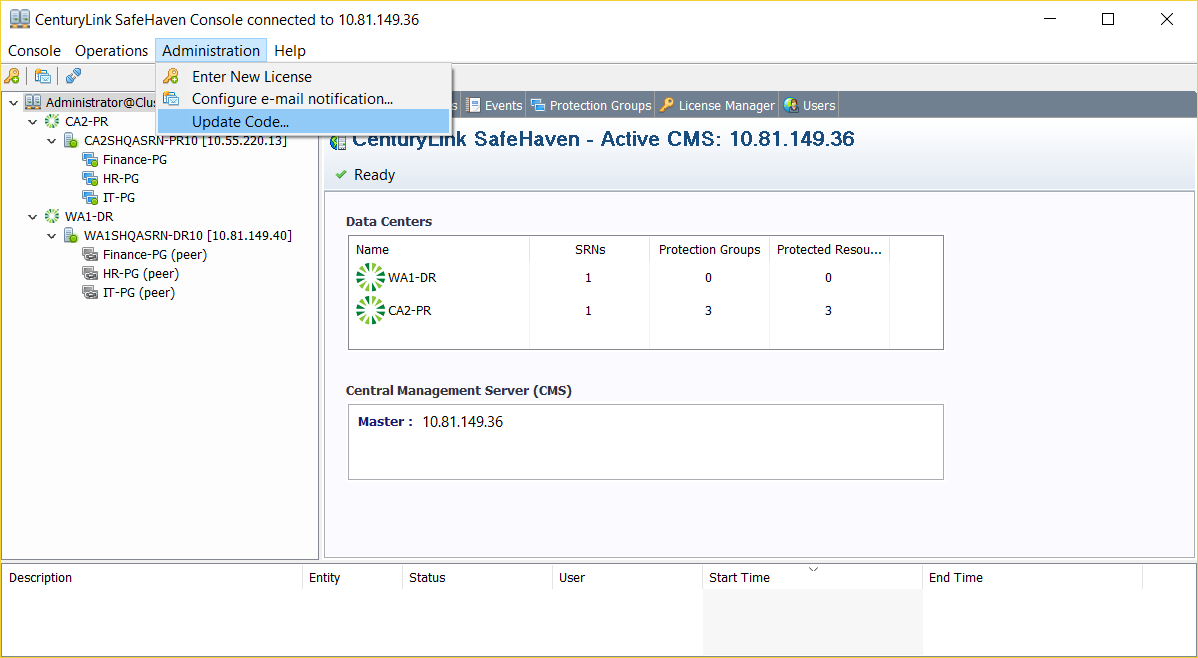 CenturyLink SafeHaven Console connected to 10.81.149.36
Console Operations Administration Help
Enter New License
Configure e-mail notification...
Update Code...
Administrator@Clus
CA2-PR
CA2SHQASRN-PR10 [10.55.220.13]
Finance-PG
HR-PG
IT-PG
WA1-DR
WA1SHQASRN-DR10 [10.81.149.40]
Finance-PG (peer)
HR-PG (peer)
IT-PG (peer)
s Events Protection Groups License Manager Users
CenturyLink SafeHaven - Active CMS: 10.81.149.36
Ready
Data Centers
Name SRNs Protection Groups Protected Resou...
WA1-DR 1 0 0
CA2-PR 1 3 3
Central Management Server (CMS)
Master : 10.81.149.36
Description Entity Status User Start Time End Time